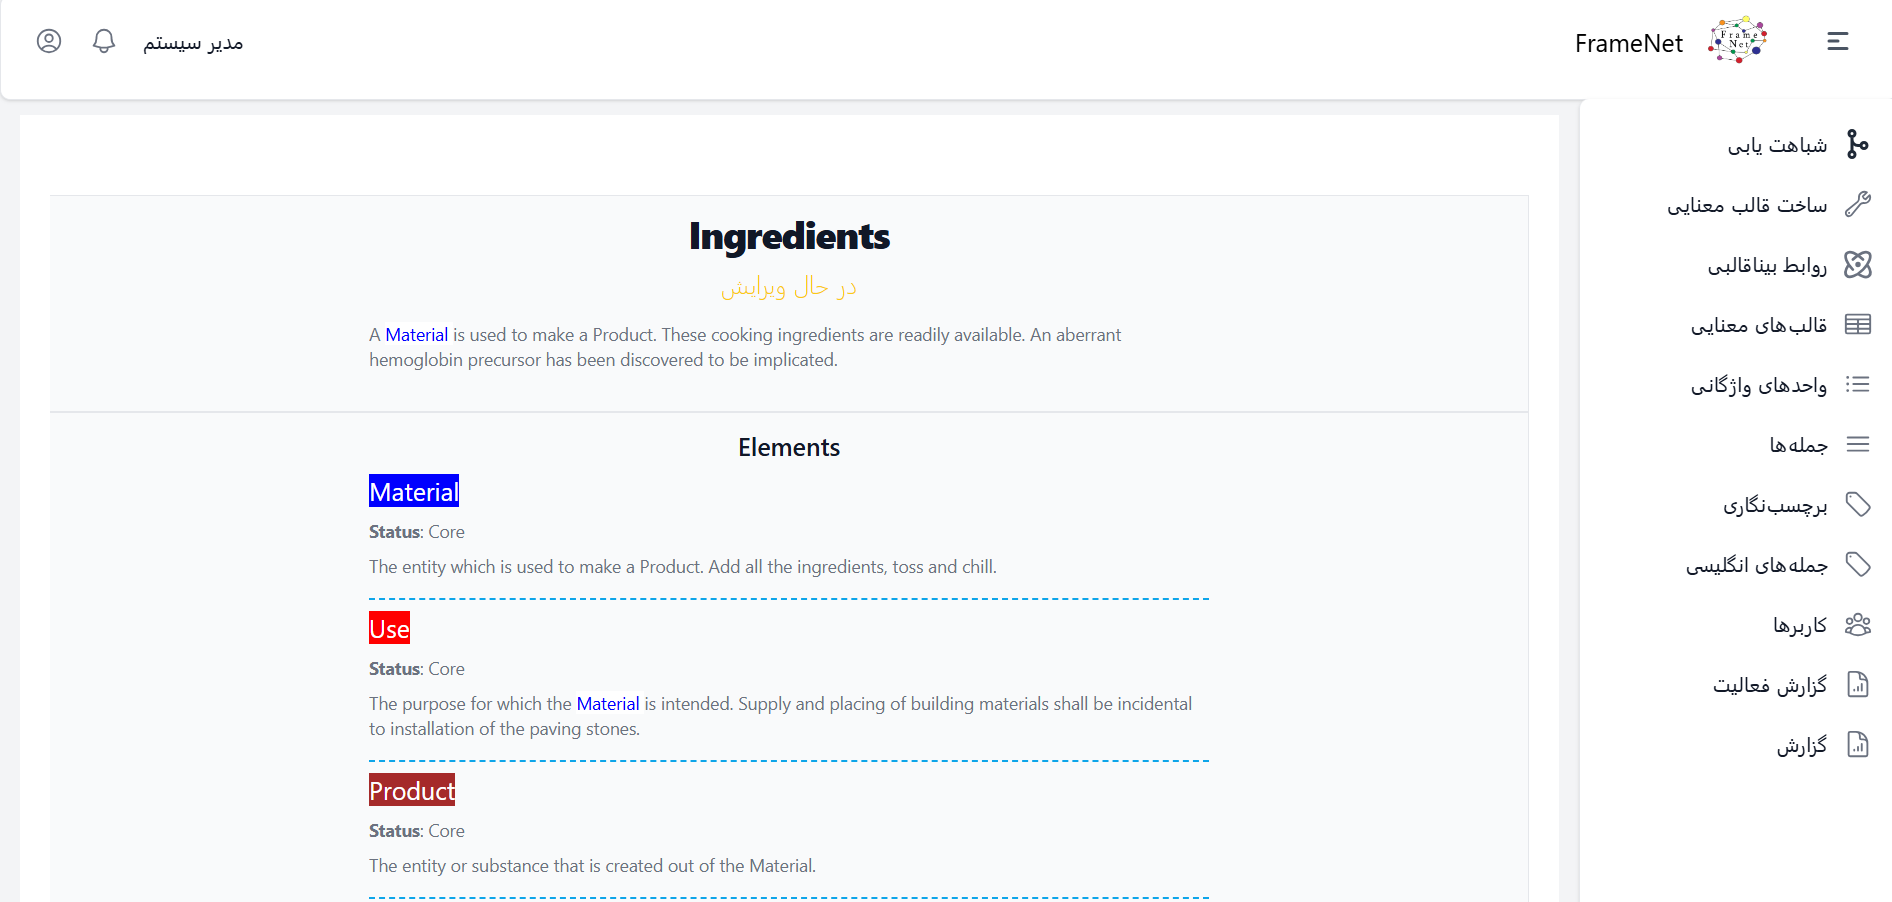 FrameNet
Frame
Net
مدیر سیستم
شباهت یابی
ساخت قالب معنایی
روابط بیناقالبی
قالب‌های معنایی
واحدهای واژگانی
جمله‌ها
برچسب‌نگاری
جمله‌های انگلیسی
کاربرها
گزارش فعالیت
گزارش
Ingredients
در حال ویرایش
A Material is used to make a Product. These cooking ingredients are readily available. An aberrant
hemoglobin precursor has been discovered to be implicated.
Elements
Material
Status: Core
The entity which is used to make a Product. Add all the ingredients, toss and chill.
Use
Status: Core
The purpose for which the Material is intended. Supply and placing of building materials shall be incidental
to installation of the paving stones.
Product
Status: Core
The entity or substance that is created out of the Material.